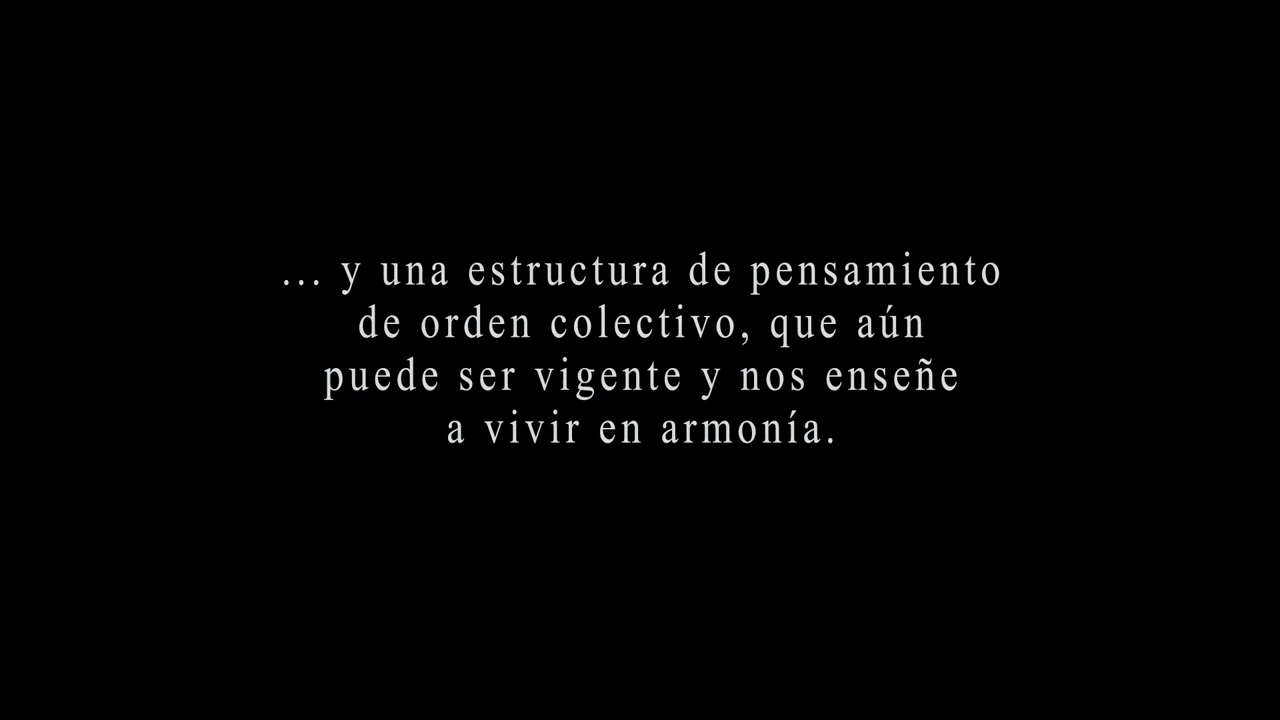 ... y una estructura de pensamiento
de orden colectivo, que aún
puede ser vigente y nos enseñe
a vivir en armonía.